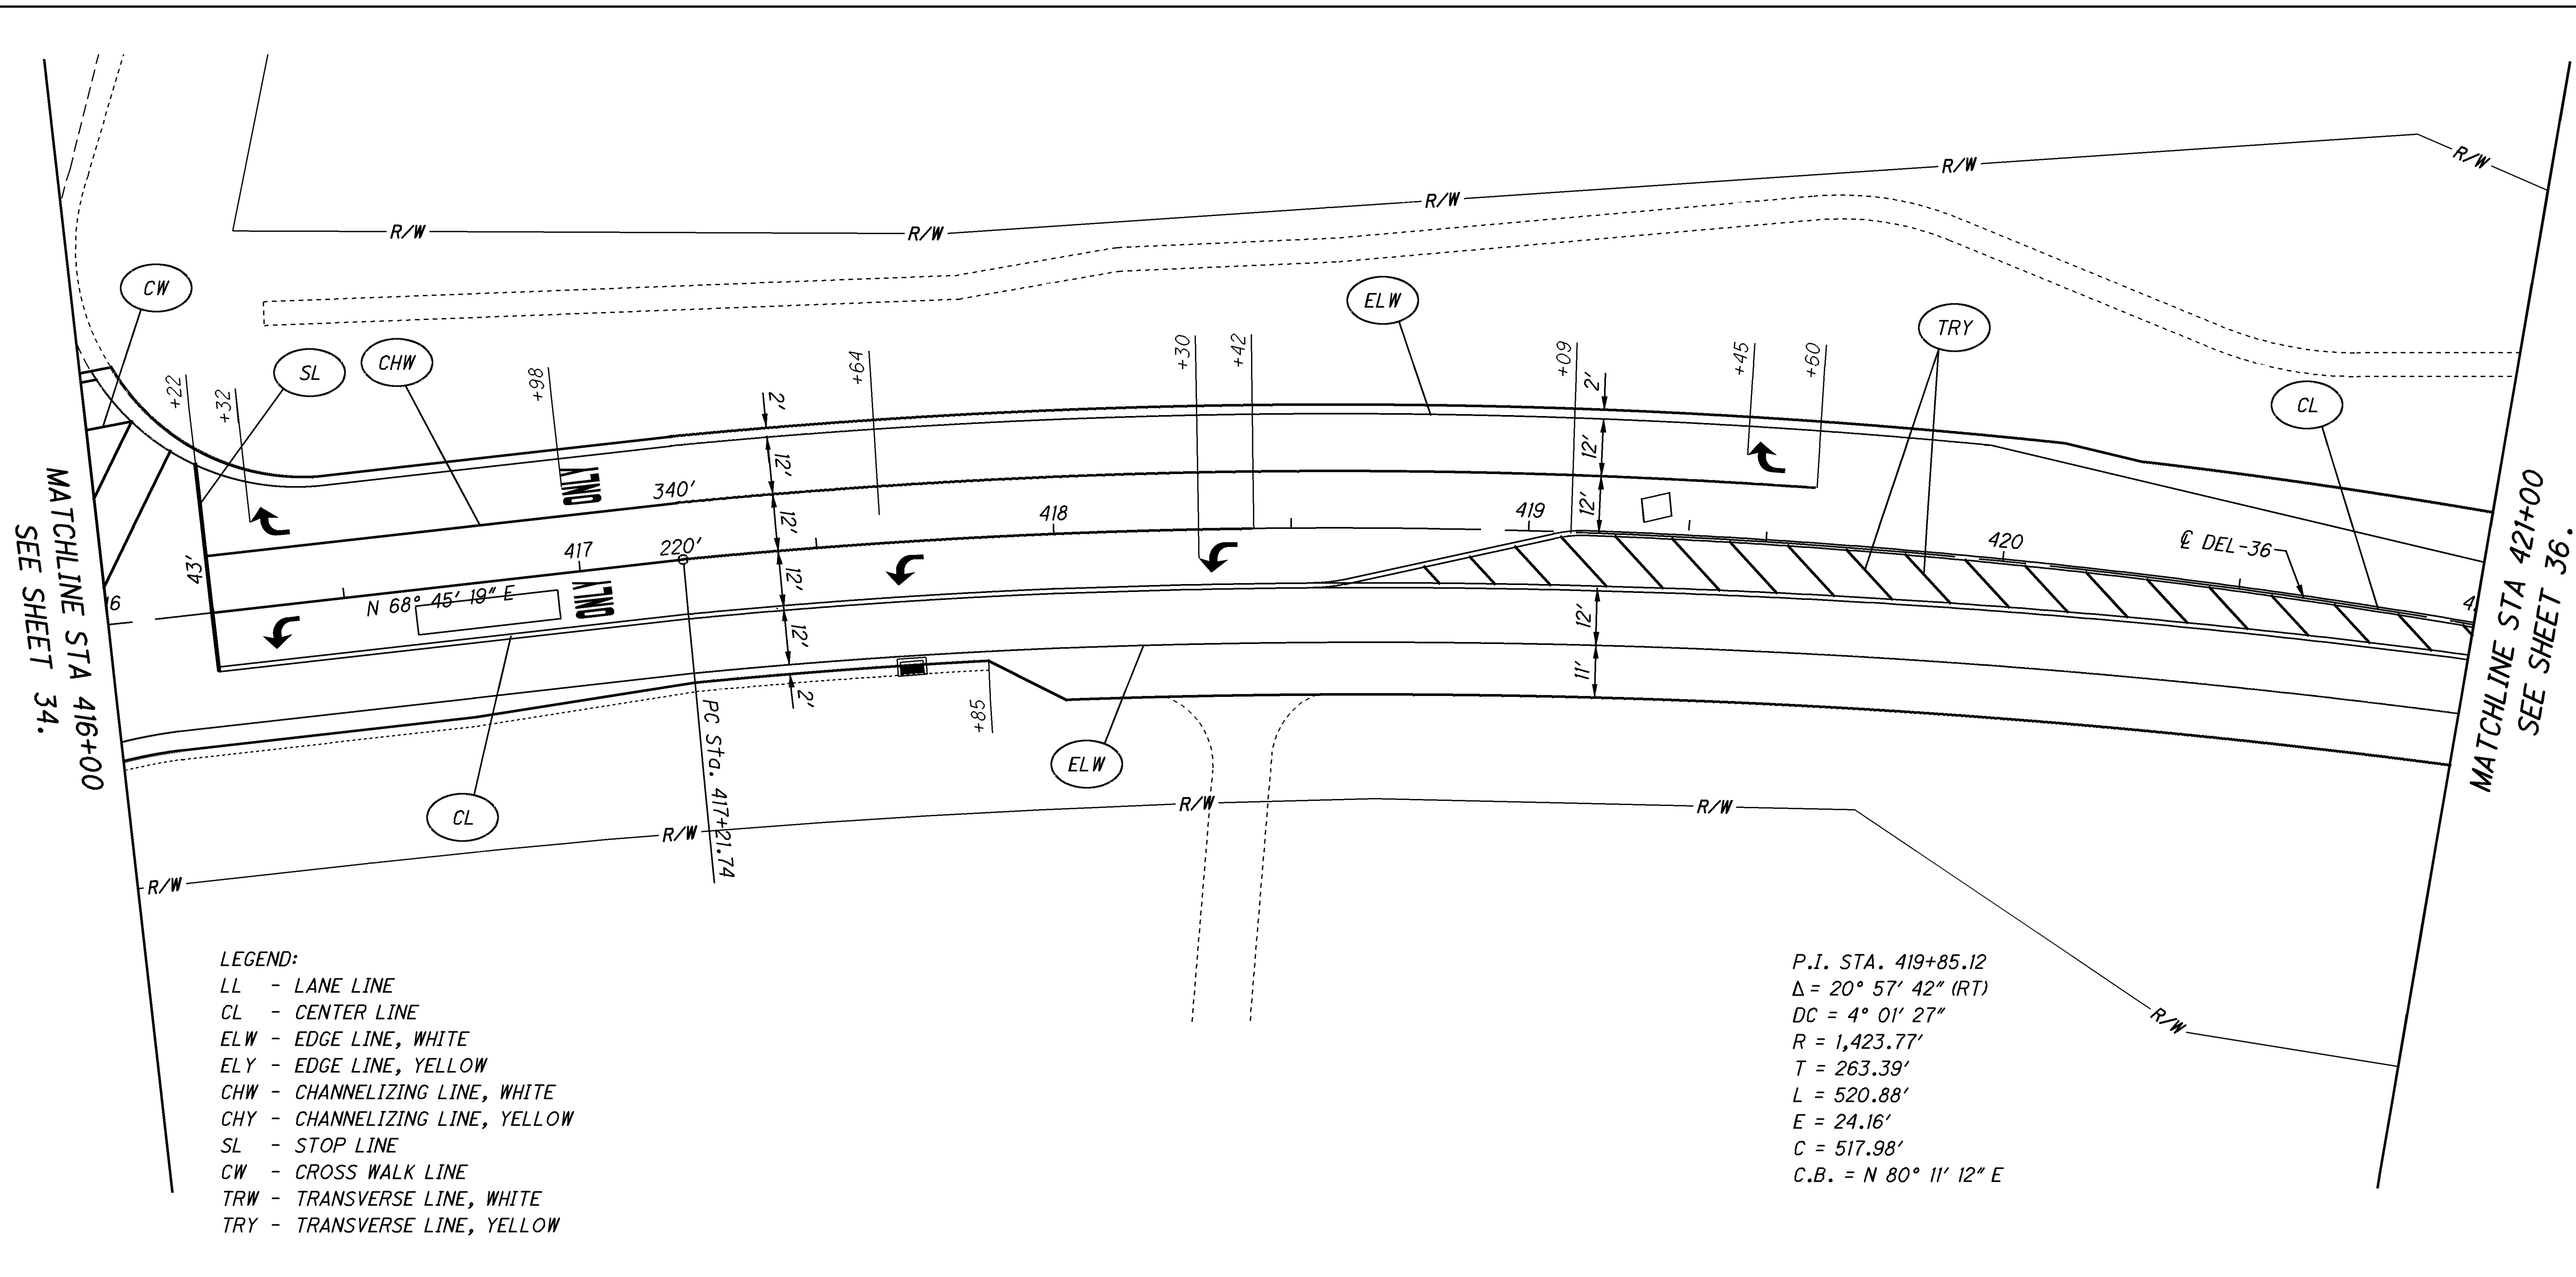 R/W
R/W
R/W
R/W
R/W
CW
SL
CHW
ELW
TRY
CL
+22
+32
+98
+64
+30
+42
+09
+45
+60
2'
2'
12'
12'
ONLY
340'
12'
12'
418
419
420
417
220'
℄ DEL-36
43'
N 68° 45' 19" E
ONLY
12'
12'
12'
11'
2'
+85
PC Sta. 417+21.74
CL
ELW
R/W
R/W
R/W
R/W
R/W
MATCHLINE STA 416+00
SEE SHEET 34.
MATCHLINE STA 421+00
SEE SHEET 36.
LEGEND:
LL - LANE LINE
CL - CENTER LINE
ELW - EDGE LINE, WHITE
ELY - EDGE LINE, YELLOW
CHW - CHANNELIZING LINE, WHITE
CHY - CHANNELIZING LINE, YELLOW
SL - STOP LINE
CW - CROSS WALK LINE
TRW - TRANSVERSE LINE, WHITE
TRY - TRANSVERSE LINE, YELLOW
P.I. STA. 419+85.12
Δ = 20° 57' 42" (RT)
DC = 4° 01' 27"
R = 1,423.77'
T = 263.39'
L = 520.88'
E = 24.16'
C = 517.98'
C.B. = N 80° 11' 12" E